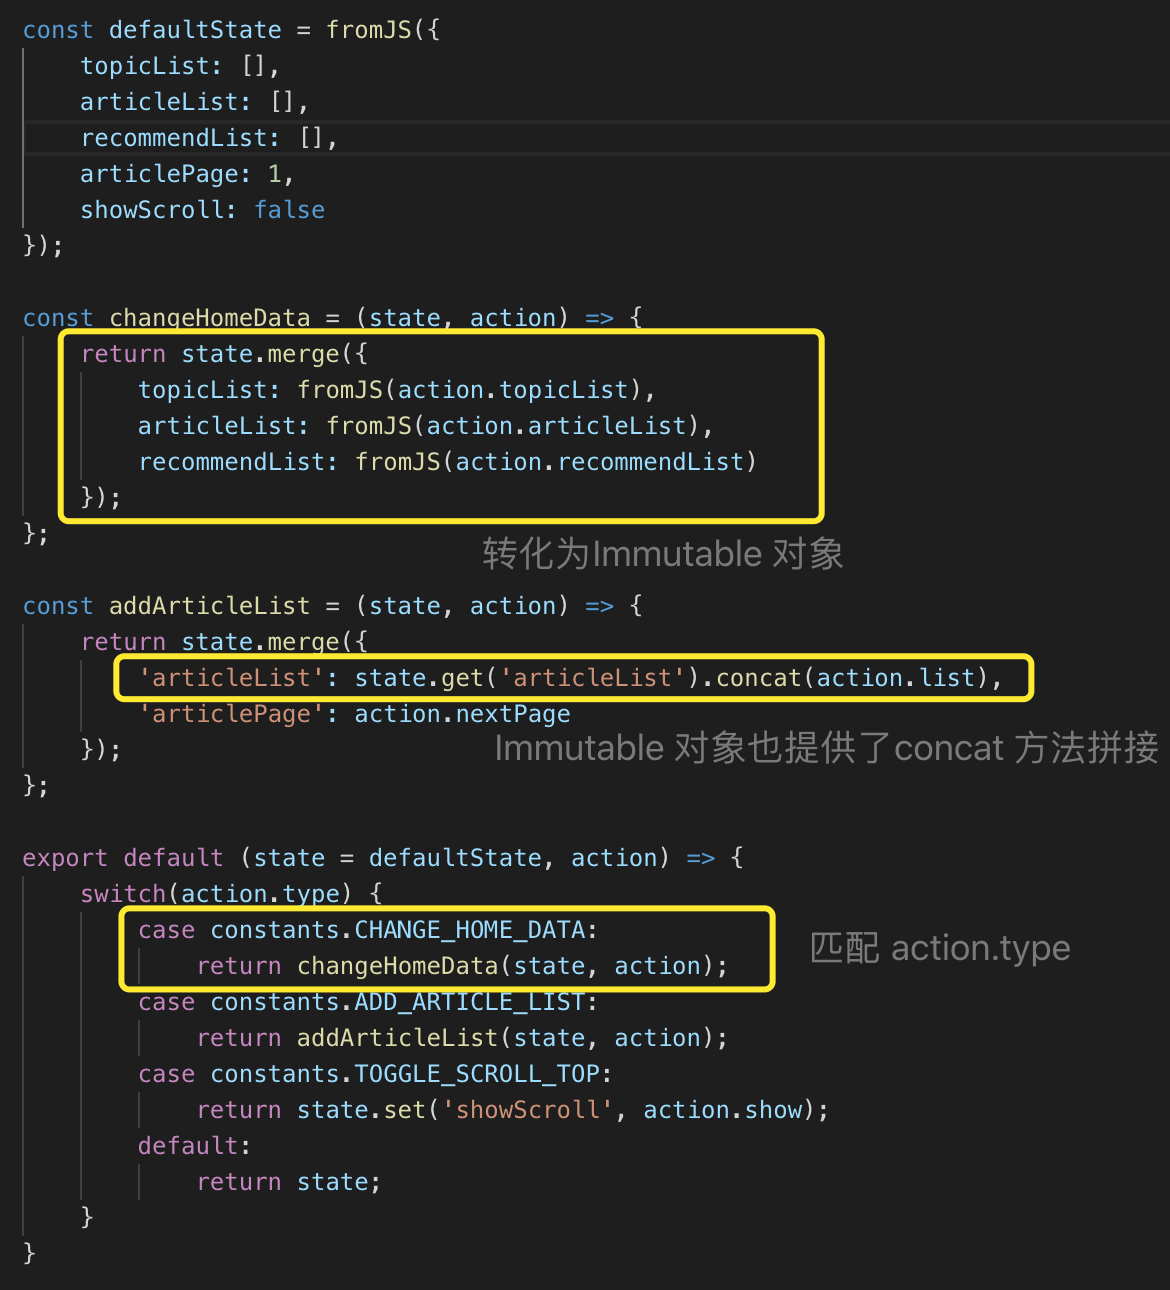 const defaultState = fromJS({
    topicList: [],
    articleList: [],
    recommendList: [],
    articlePage: 1,
    showScroll: false
});
const changeHomeData = (state, action) => {
    return state.merge({
        topicList: fromJS(action.topicList),
        articleList: fromJS(action.articleList),
        recommendList: fromJS(action.recommendList)
    });
};
转化为Immutable 对象
const addArticleList = (state, action) => {
    return state.merge({
        'articleList': state.get('articleList').concat(action.list),
        'articlePage': action.nextPage
    });
Immutable 对象也提供了concat 方法拼接
};
export default (state = defaultState, action) => {
    switch(action.type) {
        case constants.CHANGE_HOME_DATA:
匹配 action.type
            return changeHomeData(state, action);
        case constants.ADD_ARTICLE_LIST:
            return addArticleList(state, action);
        case constants.TOGGLE_SCROLL_TOP:
            return state.set('showScroll', action.show);
        default:
            return state;
    }
}